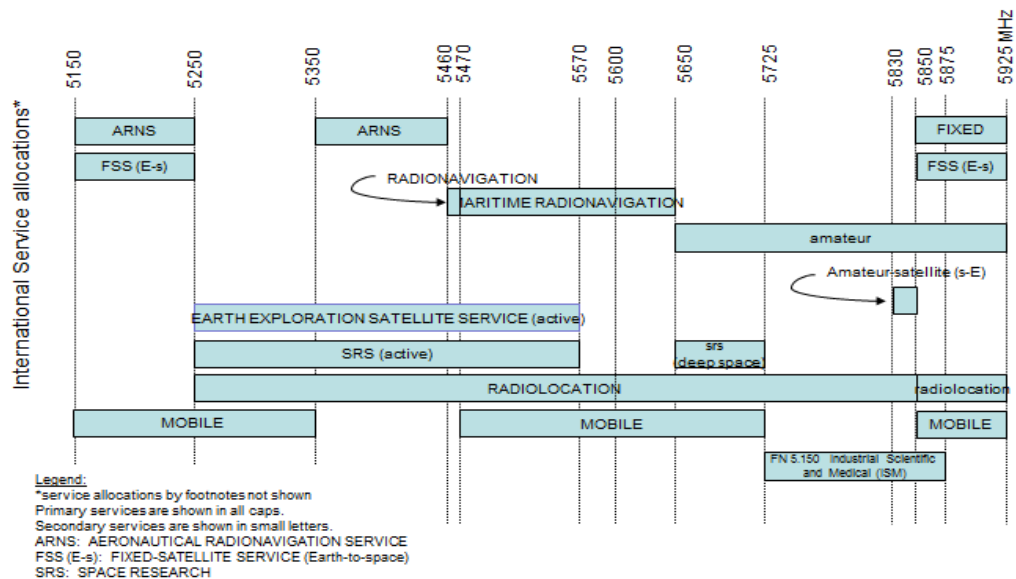 5150
5250
5350
5460
5470
5570
5600
5650
5725
5830
5850
5875
5925 MHz
International Service allocations*
ARNS
ARNS
FIXED
FSS (E-s)
FSS (E-s)
RADIONAVIGATION
ARITIME RADIONAVIGATION
amateur
Amateur-satellite (s-E)
EARTH EXPLORATION SATELLITE SERVICE (active)
SRS (active)
srs
(deep space)
RADIOLOCATION
radiolocation
MOBILE
MOBILE
MOBILE
FN 5.150 Industrial Scientific
and Medical (ISM)
Legend:
*service allocations by footnotes not shown
Primary services are shown in all caps.
Secondary services are shown in small letters.
ARNS: AERONAUTICAL RADIONAVIGATION SERVICE
FSS (E-s): FIXED-SATELLITE SERVICE (Earth-to-space)
SRS: SPACE RESEARCH